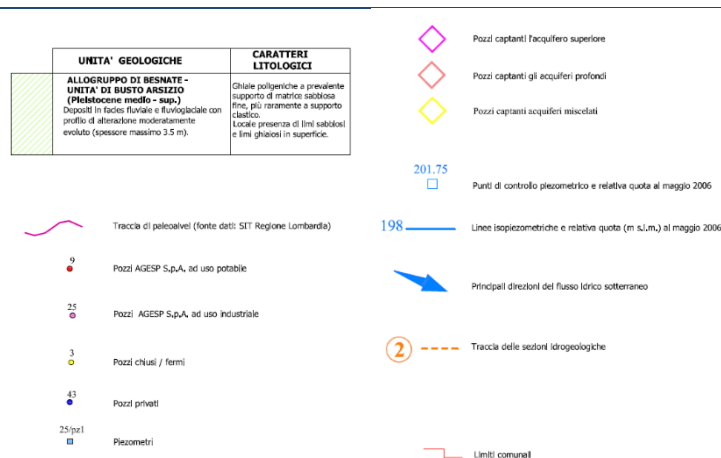 UNITA' GEOLOGICHE
CARATTERI
LITOLOGICI
ALLOGRUPPO DI BESNATE -
UNITA' DI BUSTO ARSIZIO
(Pleistocene medio - sup.)
Depositi in facies fluviale e fluvioglaciale con
profilo di alterazione moderatamente
evoluto (spessore massimo 3.5 m).
Ghiaie poligeniche a prevalente
supporto di matrice sabbiosa
fine, più raramente a supporto
clastico.
Locale presenza di limi sabbiosi
e limi ghiaiosi in superficie.
Traccia di paleoalvei (fonte dati: SIT Regione Lombardia)
9
Pozzi AGESP S.p.A. ad uso potabile
25
Pozzi AGESP S.p.A. ad uso industriale
3
Pozzi chiusi / fermi
43
Pozzi privati
25/pz1
Piezometri
Pozzi captanti l'acquifero superiore
Pozzi captanti gli acquiferi profondi
Pozzi captanti acquiferi miscelati
201.75
Punti di controllo piezometrico e relativa quota al maggio 2006
198
Linee isopiezometriche e relativa quota (m s.l.m.) al maggio 2006
Principali direzioni del flusso idrico sotterraneo
2
Traccia delle sezioni idrogeologiche
Limiti comunali